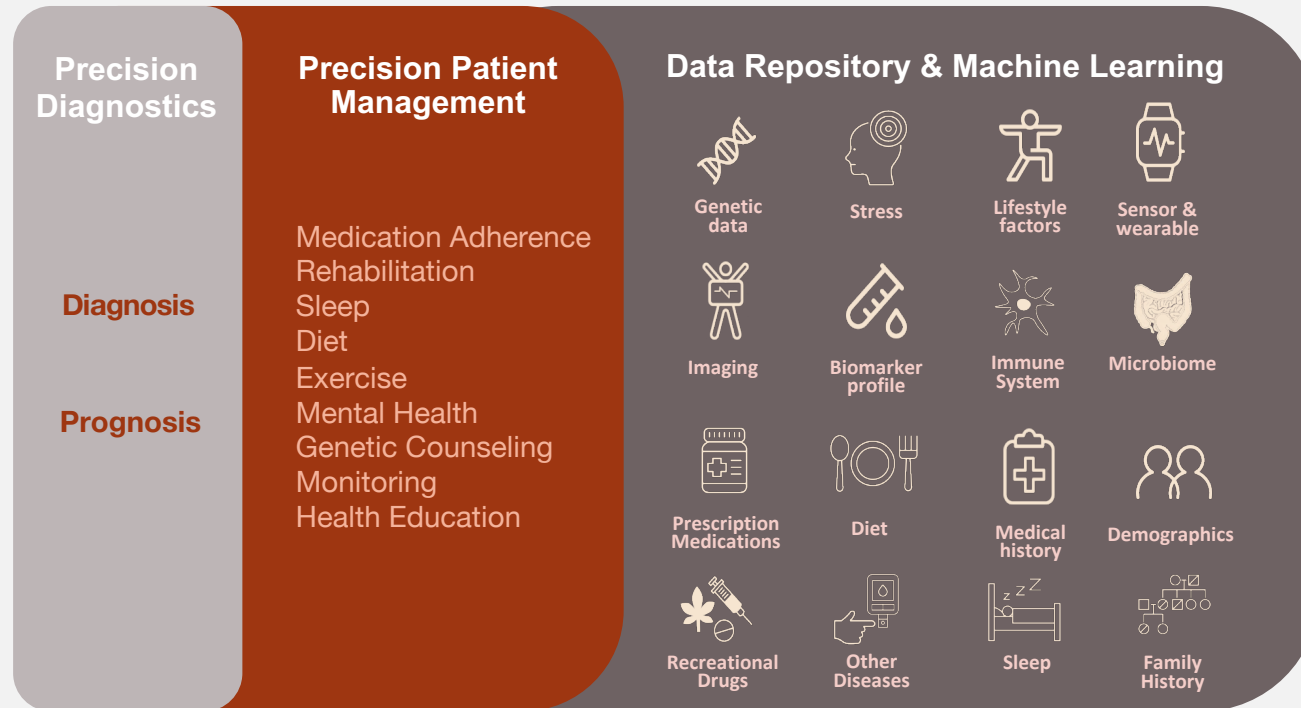 Precision
Diagnostics
Diagnosis
Prognosis
Precision Patient
Management
Medication Adherence
Rehabilitation
Sleep
Diet
Exercise
Mental Health
Genetic Counseling
Monitoring
Health Education
Data Repository & Machine Learning
Genetic
data
Stress
Lifestyle
factors
Sensor &
wearable
Imaging
Biomarker
profile
Immune
System
Microbiome
Prescription
Medications
Diet
Medical
history
Demographics
z z Z
Recreational
Drugs
Other
Diseases
Sleep
Family
History